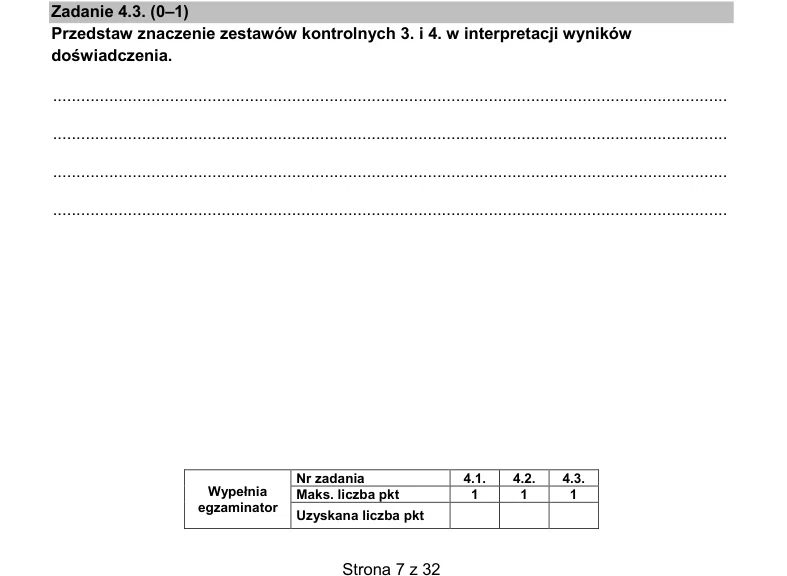 Zadanie 4.3. (0–1)
Przedstaw znaczenie zestawów kontrolnych 3. i 4. w interpretacji wyników
doświadczenia.
Wypełnia
egzaminator
Nr zadania 4.1. 4.2. 4.3.
Maks. liczba pkt 1 1 1
Uzyskana liczba pkt
Strona 7 z 32